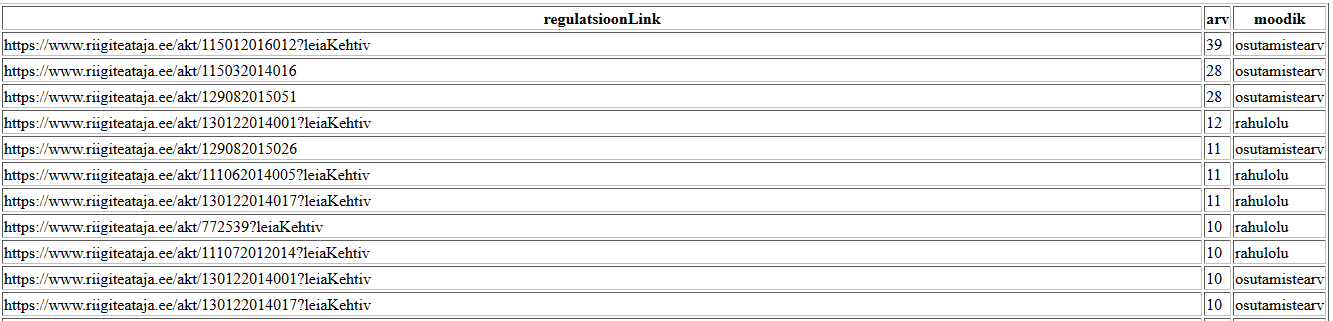 regulatsioonLink arv moodik
https://www.riigiteataja.ee/akt/115012016012?leiaKehtiv 39 osutamistearv
https://www.riigiteataja.ee/akt/115032014016 28 osutamistearv
https://www.riigiteataja.ee/akt/129082015051 28 osutamistearv
https://www.riigiteataja.ee/akt/130122014001?leiaKehtiv 12 rahulolu
https://www.riigiteataja.ee/akt/129082015026 11 osutamistearv
https://www.riigiteataja.ee/akt/111062014005?leiaKehtiv 11 rahulolu
https://www.riigiteataja.ee/akt/130122014017?leiaKehtiv 11 rahulolu
https://www.riigiteataja.ee/akt/772539?leiaKehtiv 10 rahulolu
https://www.riigiteataja.ee/akt/111072012014?leiaKehtiv 10 rahulolu
https://www.riigiteataja.ee/akt/130122014001?leiaKehtiv 10 osutamistearv
https://www.riigiteataja.ee/akt/130122014017?leiaKehtiv 10 osutamistearv